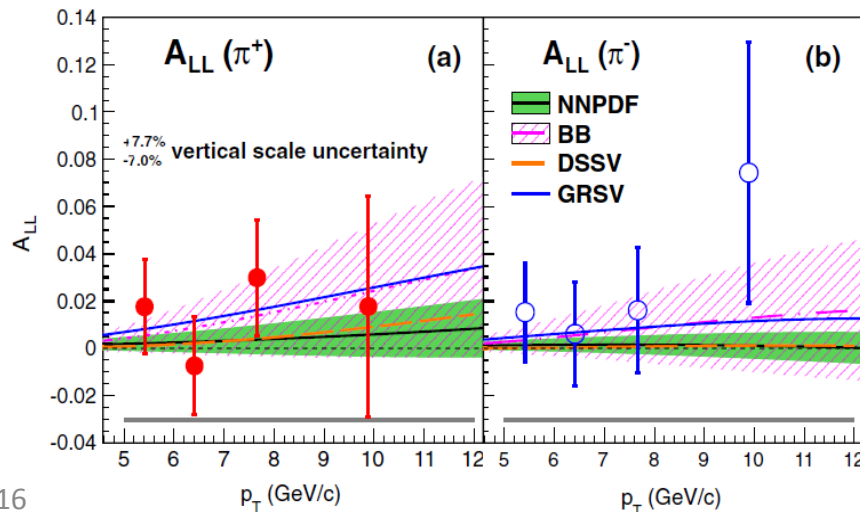 0.14
0.12
0.1
0.08
0.06
0.04
0.02
0
-0.02
-0.04
A_LL
A_LL (π⁺)
(a)
+7.7%
-7.0% vertical scale uncertainty
A_LL (π⁻)
(b)
NNPDF
BB
DSSV
GRSV
5 6 7 8 9 10 11 12
5 6 7 8 9 10 11 12
p_T (GeV/c)
p_T (GeV/c)
16